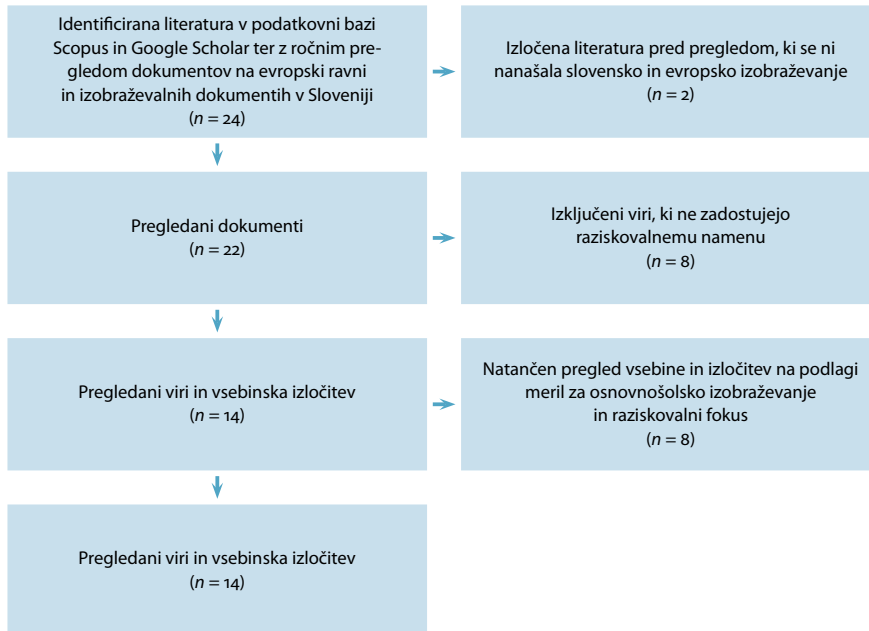 Identificirana literatura v podatkovni bazi
Scopus in Google Scholar ter z ročnim pre-
gledom dokumentov na evropski ravni
in izobraževalnih dokumentih v Sloveniji
(n = 24)
Izločena literatura pred pregledom, ki se ni
nanašala slovensko in evropsko izobraževanje
(n = 2)
Pregledani dokumenti
(n = 22)
Izključeni viri, ki ne zadostujejo
raziskovalnemu namenu
(n = 8)
Pregledani viri in vsebinska izločitev
(n = 14)
Natančen pregled vsebine in izločitev na podlagi
meril za osnovnošolsko izobraževanje
in raziskovalni fokus
(n = 8)
Pregledani viri in vsebinska izločitev
(n = 14)